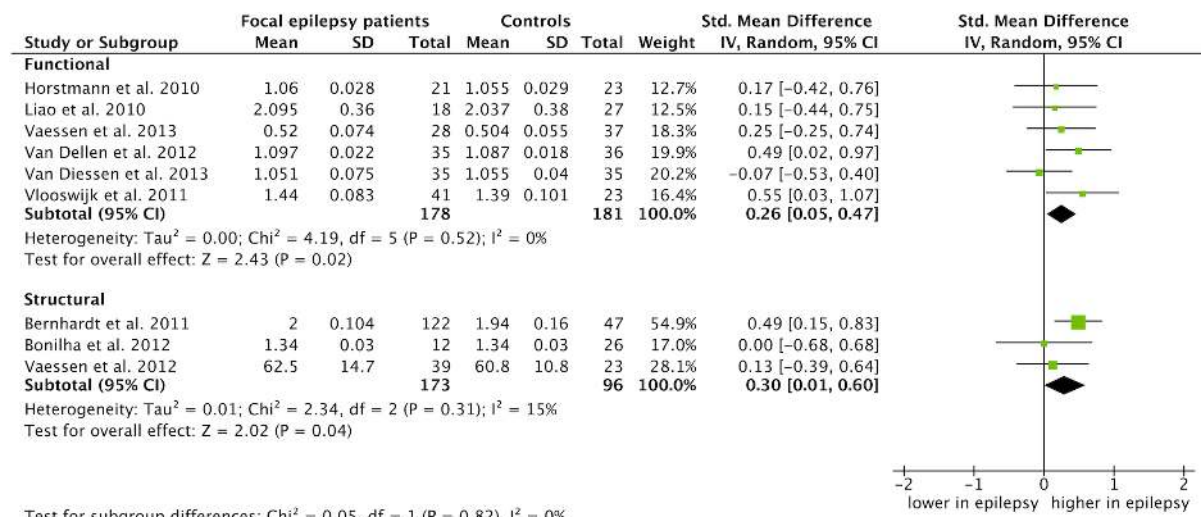 Focal epilepsy patients Controls Std. Mean Difference Std. Mean Difference
Study or Subgroup Mean SD Total Mean SD Total Weight IV, Random, 95% CI IV, Random, 95% CI
Functional
Horstmann et al. 2010 1.06 0.028 21 1.055 0.029 23 12.7% 0.17 [-0.42, 0.76]
Liao et al. 2010 2.095 0.36 18 2.037 0.38 27 12.5% 0.15 [-0.44, 0.75]
Vaessen et al. 2013 0.52 0.074 28 0.504 0.055 37 18.3% 0.25 [-0.25, 0.74]
Van Dellen et al. 2012 1.097 0.022 35 1.087 0.018 36 19.9% 0.49 [0.02, 0.97]
Van Diessen et al. 2013 1.051 0.075 35 1.055 0.04 35 20.2% -0.07 [-0.53, 0.40]
Vlooswijk et al. 2011 1.44 0.083 41 1.39 0.101 23 16.4% 0.55 [0.03, 1.07]
Subtotal (95% CI) 178 181 100.0% 0.26 [0.05, 0.47]
Heterogeneity: Tau² = 0.00; Chi² = 4.19, df = 5 (P = 0.52); I² = 0%
Test for overall effect: Z = 2.43 (P = 0.02)
Structural
Bernhardt et al. 2011 2 0.104 122 1.94 0.16 47 54.9% 0.49 [0.15, 0.83]
Bonilha et al. 2012 1.34 0.03 12 1.34 0.03 26 17.0% 0.00 [-0.68, 0.68]
Vaessen et al. 2012 62.5 14.7 39 60.8 10.8 23 28.1% 0.13 [-0.39, 0.64]
Subtotal (95% CI) 173 96 100.0% 0.30 [0.01, 0.60]
Heterogeneity: Tau² = 0.01; Chi² = 2.34, df = 2 (P = 0.31); I² = 15%
Test for overall effect: Z = 2.02 (P = 0.04)
-2 -1 0 1 2
lower in epilepsy higher in epilepsy
Test for subgroup differences: Chi² = 0.05, df = 1 (P = 0.82), I² = 0%